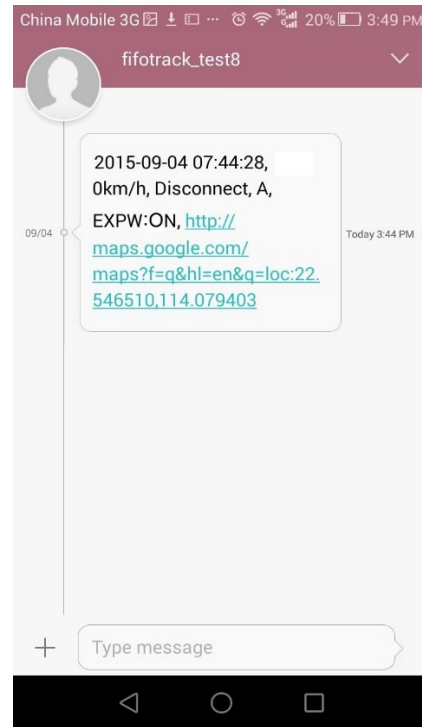 China Mobile 3G ... 3G G 20% 3:49 PM
fifotrack_test8
2015-09-04 07:44:28,
0km/h, Disconnect, A,
EXPW:ON, http://
maps.google.com/
maps?f=q&hl=en&q=loc:22.
546510,114.079403
09/04
Today 3:44 PM
Type message